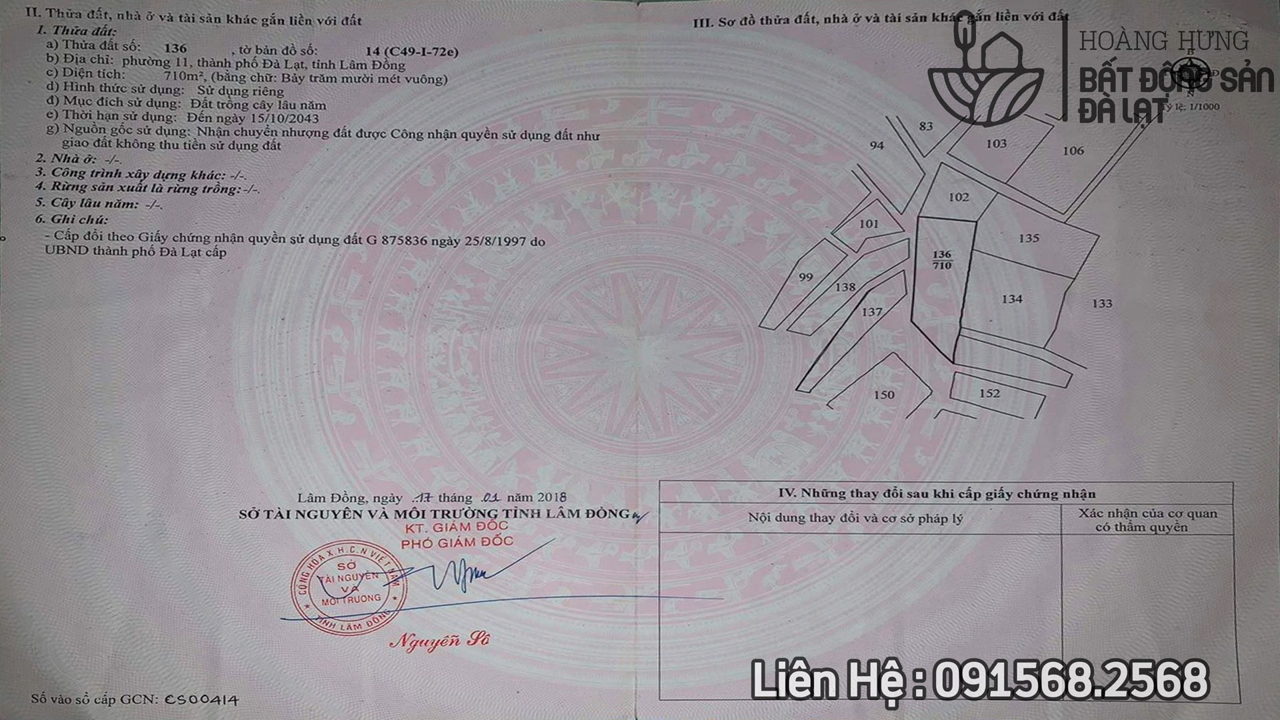 II. Thửa đất, nhà ở và tài sản khác gắn liền với đất
1. Thửa đất:
a) Thửa đất số: 136 , tờ bản đồ số: 14 (C49-I-72e)
b) Địa chỉ: phường 11, thành phố Đà Lạt, tỉnh Lâm Đồng
c) Diện tích: 710m², (bằng chữ: Bảy trăm mười mét vuông)
d) Hình thức sử dụng: Sử dụng riêng
đ) Mục đích sử dụng: Đất trồng cây lâu năm
e) Thời hạn sử dụng: Đến ngày 15/10/2043
g) Nguồn gốc sử dụng: Nhận chuyển nhượng đất được Công nhận quyền sử dụng đất như
giao đất không thu tiền sử dụng đất
2. Nhà ở: -/-.
3. Công trình xây dựng khác: -/-.
4. Rừng sản xuất là rừng trồng: -/-.
5. Cây lâu năm: -/-.
6. Ghi chú:
- Cấp đổi theo Giấy chứng nhận quyền sử dụng đất G 875836 ngày 25/8/1997 do
UBND thành phố Đà Lạt cấp
Lâm Đồng, ngày 17 tháng 01 năm 2018
SỞ TÀI NGUYÊN VÀ MÔI TRƯỜNG TỈNH LÂM ĐỒNG
KT. GIÁM ĐỐC
PHÓ GIÁM ĐỐC
CỘNG HÒA X.H.C.N VIỆT NAM
SỞ
TÀI NGUYÊN
VÀ
MÔI TRƯỜNG
TỈNH LÂM ĐỒNG
Số vào sổ cấp GCN: CS00414
III. Sơ đồ thửa đất, nhà ở và tài sản khác gắn liền với đất
HOÀNG HƯNG
BẤT ĐỘNG SẢN
ĐÀ LẠT
Tỷ lệ: 1/1000
83
94
103
106
102
101
135
136
710
99
138
134
133
137
150
152
IV. Những thay đổi sau khi cấp giấy chứng nhận
Nội dung thay đổi và cơ sở pháp lý
Xác nhận của cơ quan
có thẩm quyền
Liên Hệ : 091568.2568